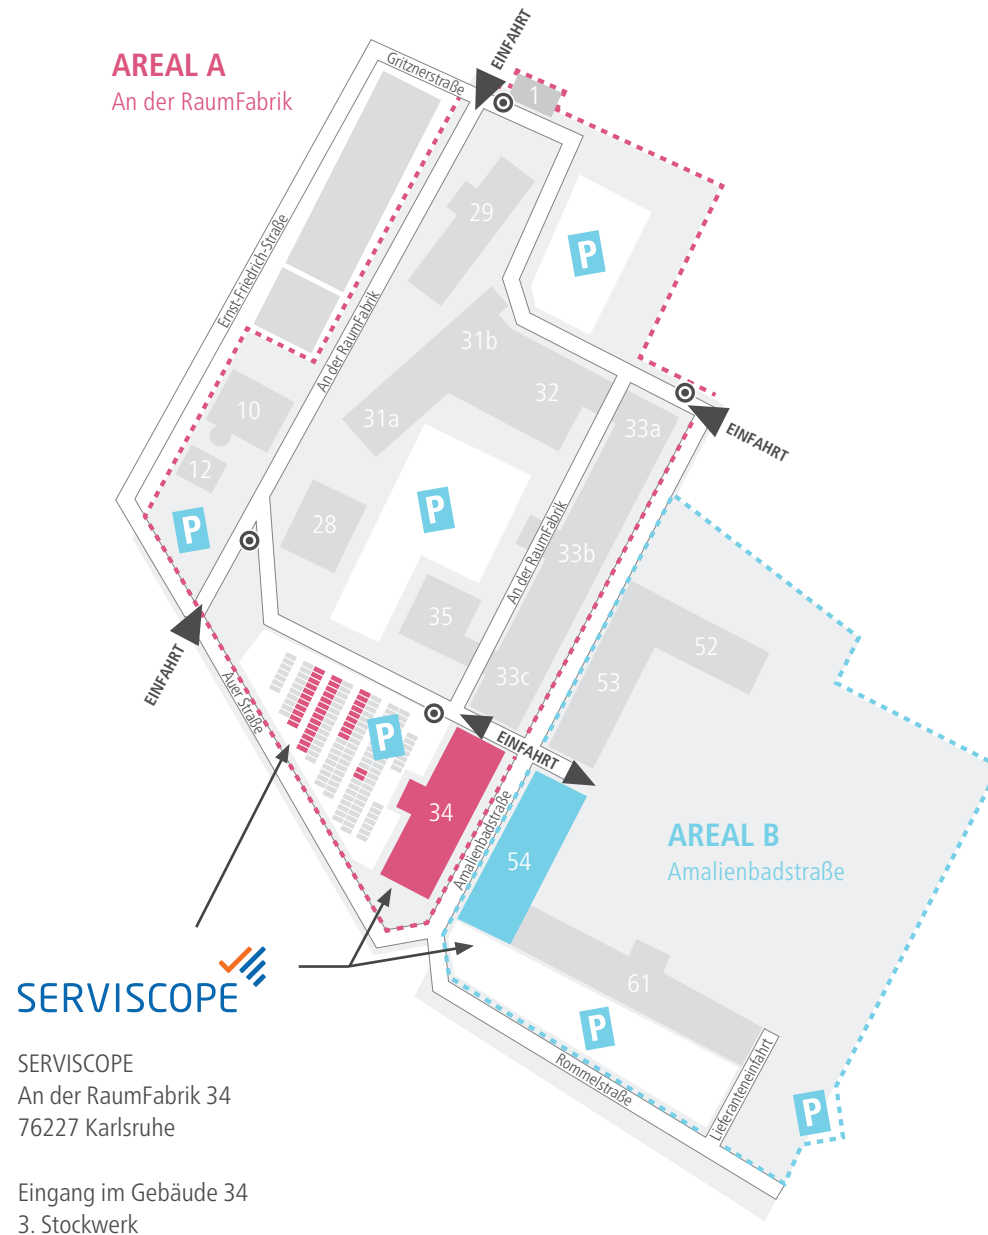 EINFAHRT
AREAL A
An der RaumFabrik
Gritznerstraße
1
29
P
Ernst-Friedrich-Straße
An der RaumFabrik
31b
32
31a
10
33a
EINFAHRT
12
P
P
28
An der RaumFabrik
33b
35
52
EINFAHRT
Auer Straße
33c
53
P
EINFAHRT
34
Amalienbadstraße
54
AREAL B
Amalienbadstraße
61
SERVISCOPE
P
Rommelstraße
Lieferanteneinfahrt
P
SERVISCOPE
An der RaumFabrik 34
76227 Karlsruhe
Eingang im Gebäude 34
3. Stockwerk